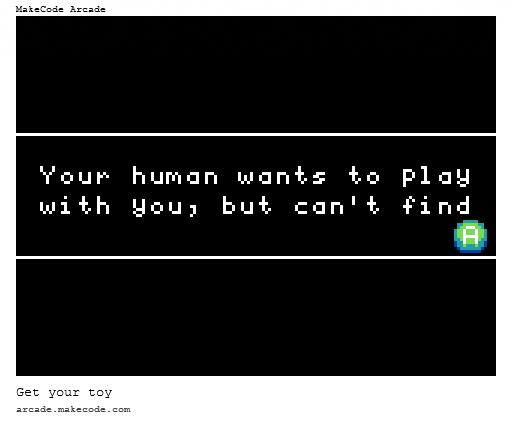 MakeCode Arcade
Your human wants to play
with you, but can't find
A
Get your toy
arcade.makecode.com